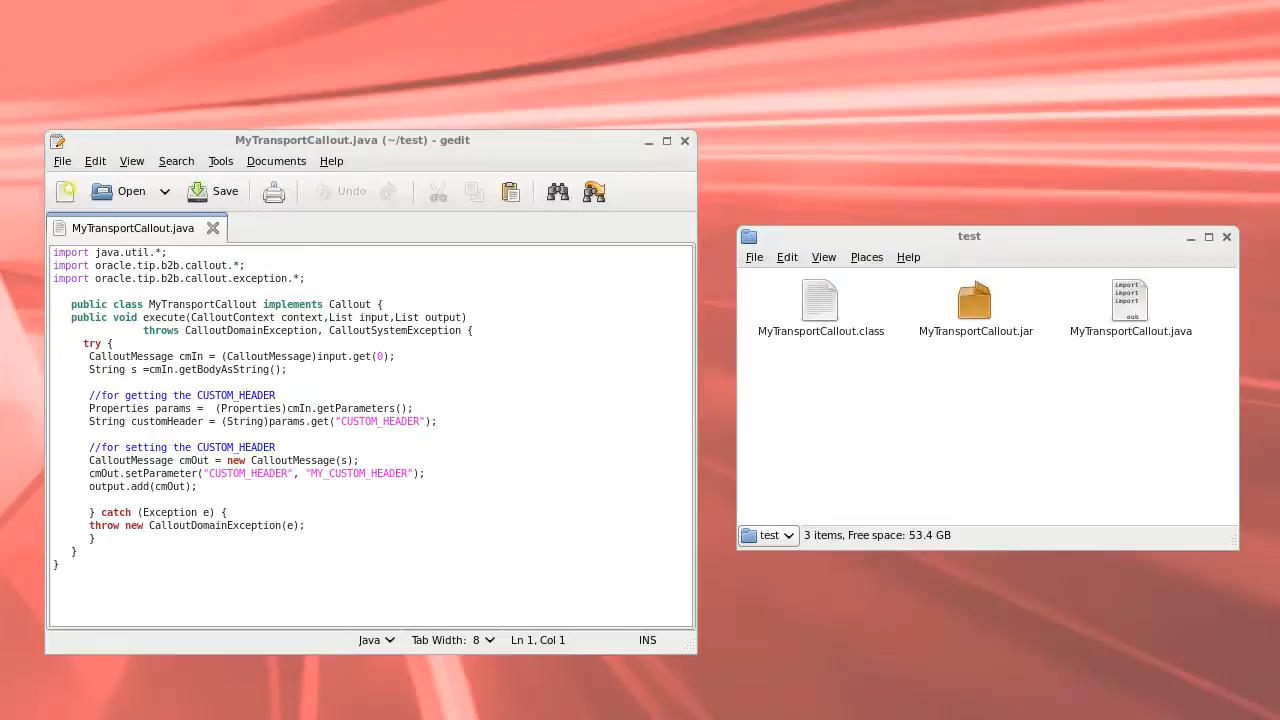 MyTransportCallout.java (~/test) - gedit
File Edit View Search Tools Documents Help
Open Save Undo
MyTransportCallout.java
import java.util.*;
import oracle.tip.b2b.callout.*;
import oracle.tip.b2b.callout.exception.*;
public class MyTransportCallout implements Callout {
public void execute(CalloutContext context,List input,List output)
throws CalloutDomainException, CalloutSystemException {
try {
CalloutMessage cmIn = (CalloutMessage)input.get(0);
String s =cmIn.getBodyAsString();
//for getting the CUSTOM_HEADER
Properties params =  (Properties)cmIn.getParameters();
String customHeader = (String)params.get("CUSTOM_HEADER");
//for setting the CUSTOM_HEADER
CalloutMessage cmOut = new CalloutMessage(s);
cmOut.setParameter("CUSTOM_HEADER", "MY_CUSTOM_HEADER");
output.add(cmOut);
} catch (Exception e) {
throw new CalloutDomainException(e);
}
}
}
Java Tab Width: 8 Ln 1, Col 1 INS
test
File Edit View Places Help
import
import
import
MyTransportCallout.class MyTransportCallout.jar MyTransportCallout.java
test 3 items, Free space: 53.4 GB